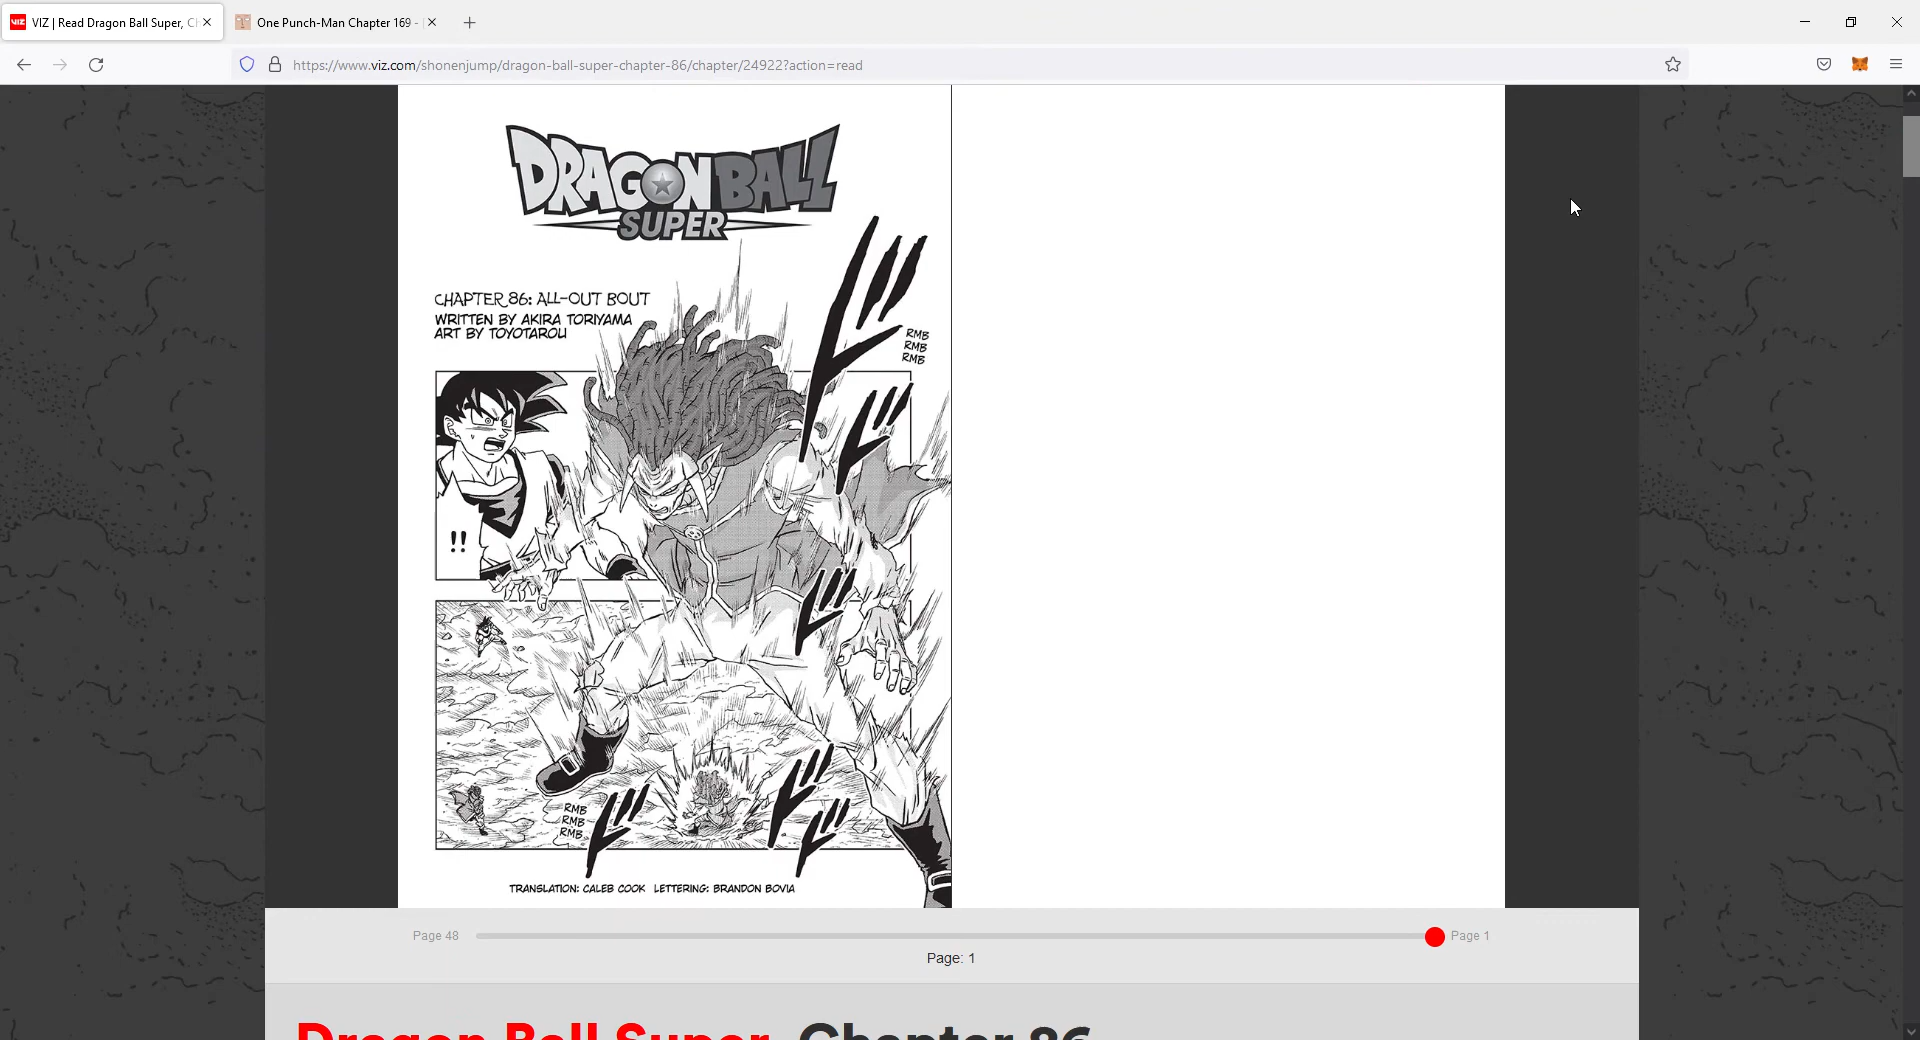 VIZ | Read Dragon Ball Super, Ch
One Punch-Man Chapter 169 -
https://www.viz.com/shonenjump/dragon-ball-super-chapter-86/chapter/24922?action=read
DRAGON BALL
SUPER
CHAPTER 86: ALL-OUT BOUT
WRITTEN BY AKIRA TORIYAMA
ART BY TOYOTAROU
RMB
RMB
RMB
!!
RMB
RMB
RMB
TRANSLATION: CALEB COOK LETTERING: BRANDON BOVIA
Page 48
Page 1
Page: 1
Dragon Ball Super, Chapter 86